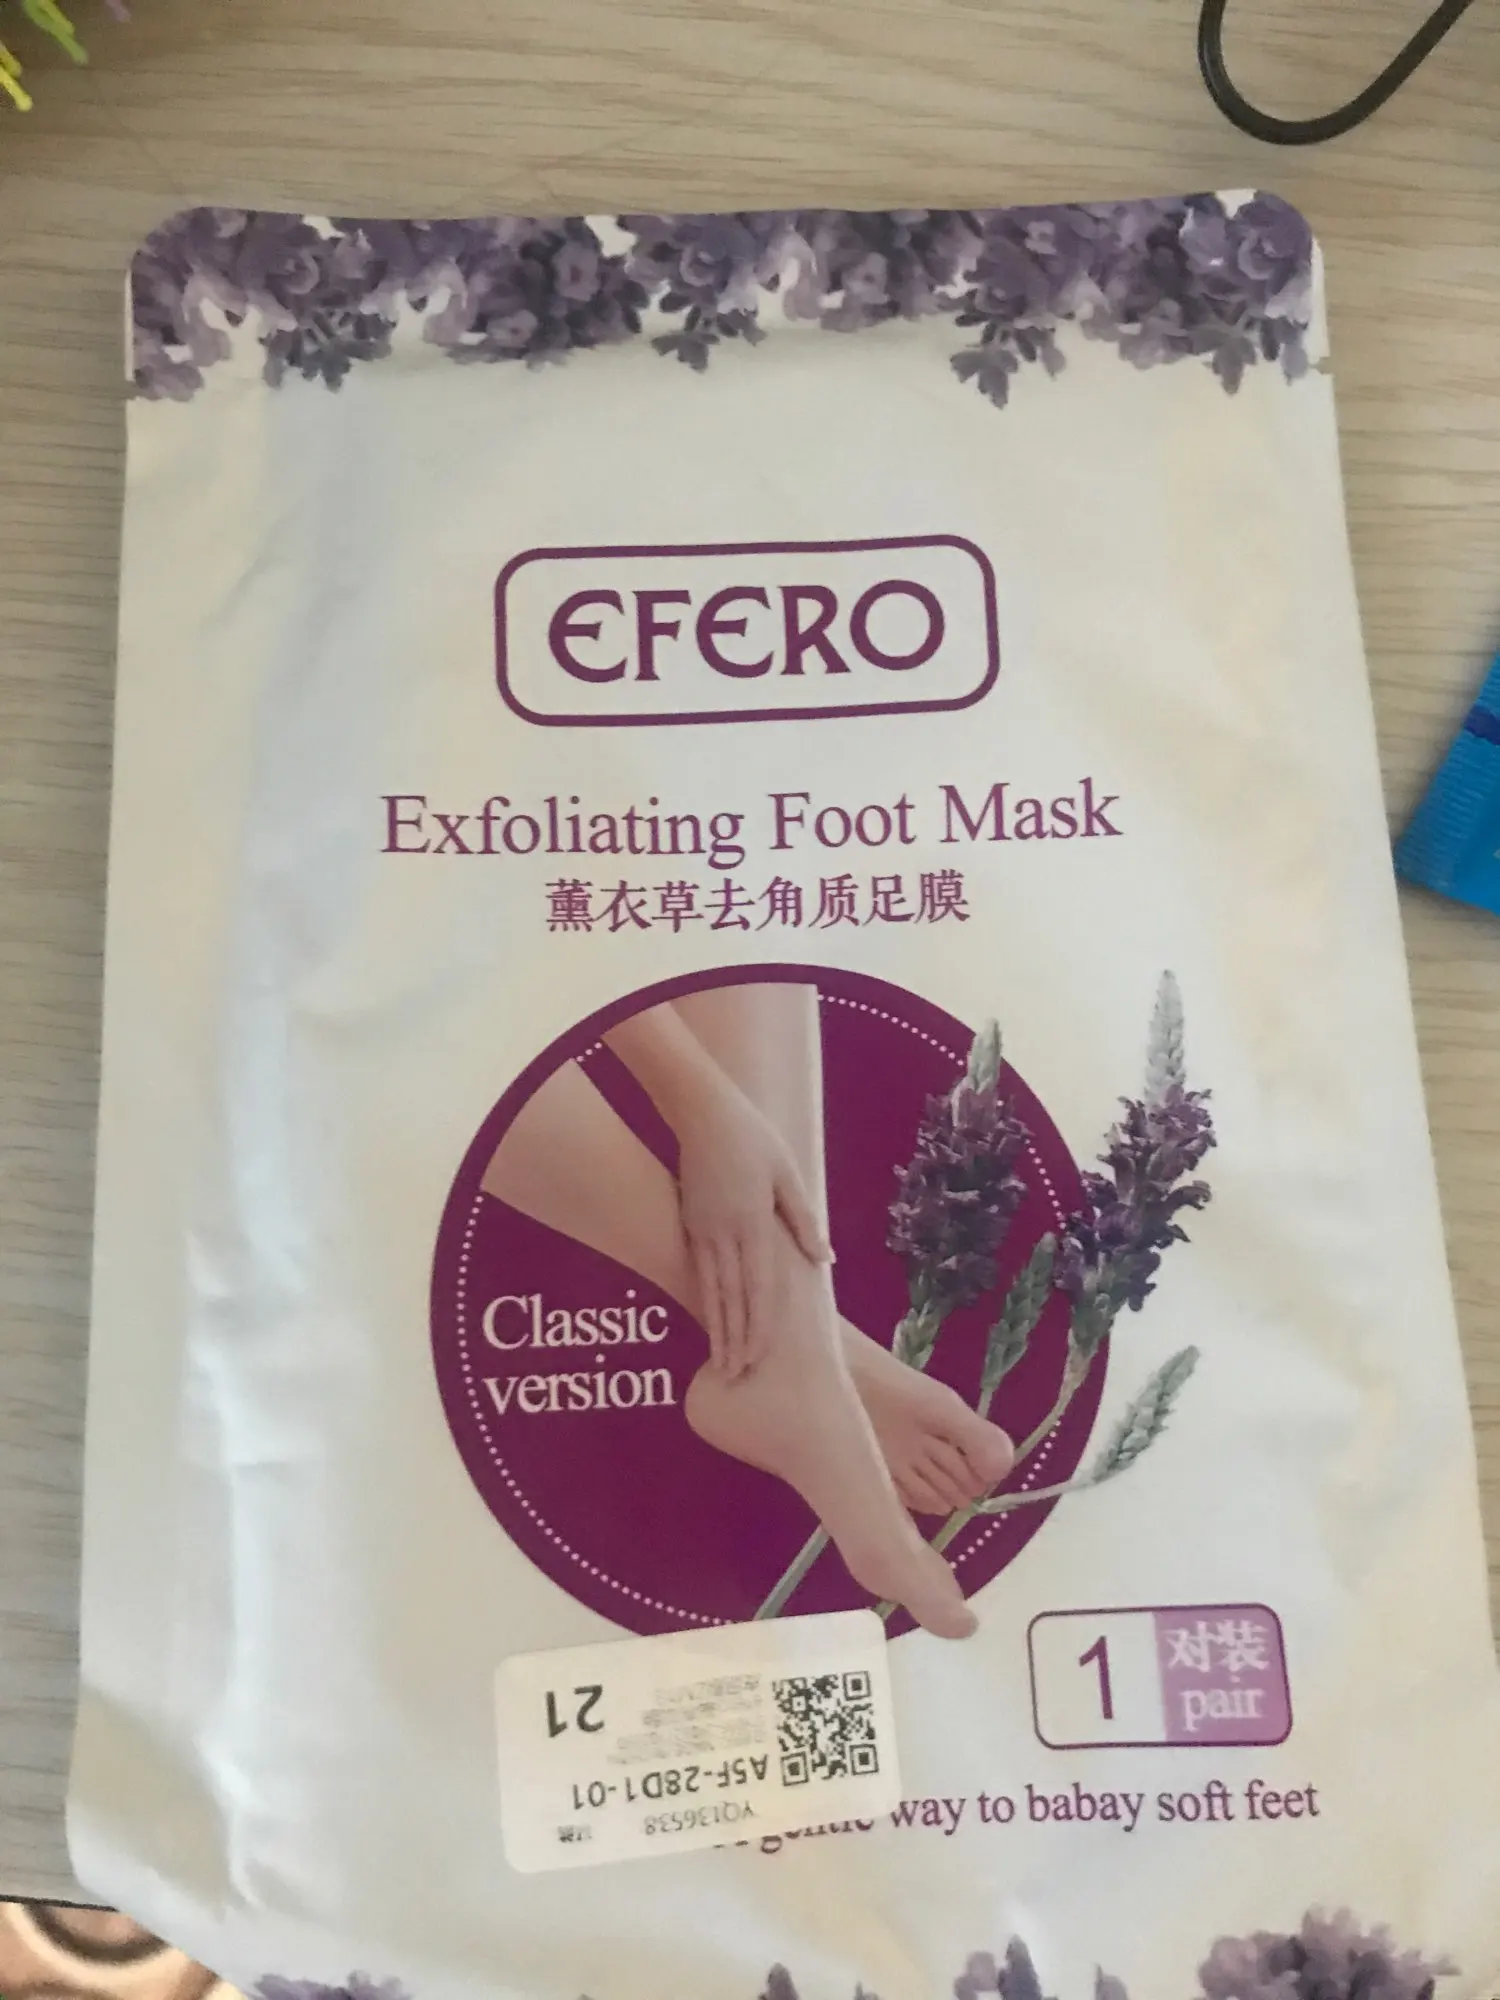 EFERO
Exfoliating Foot Mask
薰衣草去角质足膜
Classic
version
1 对装
pair
way to babay soft feet
21
A5F-28D1-01
YQ136538